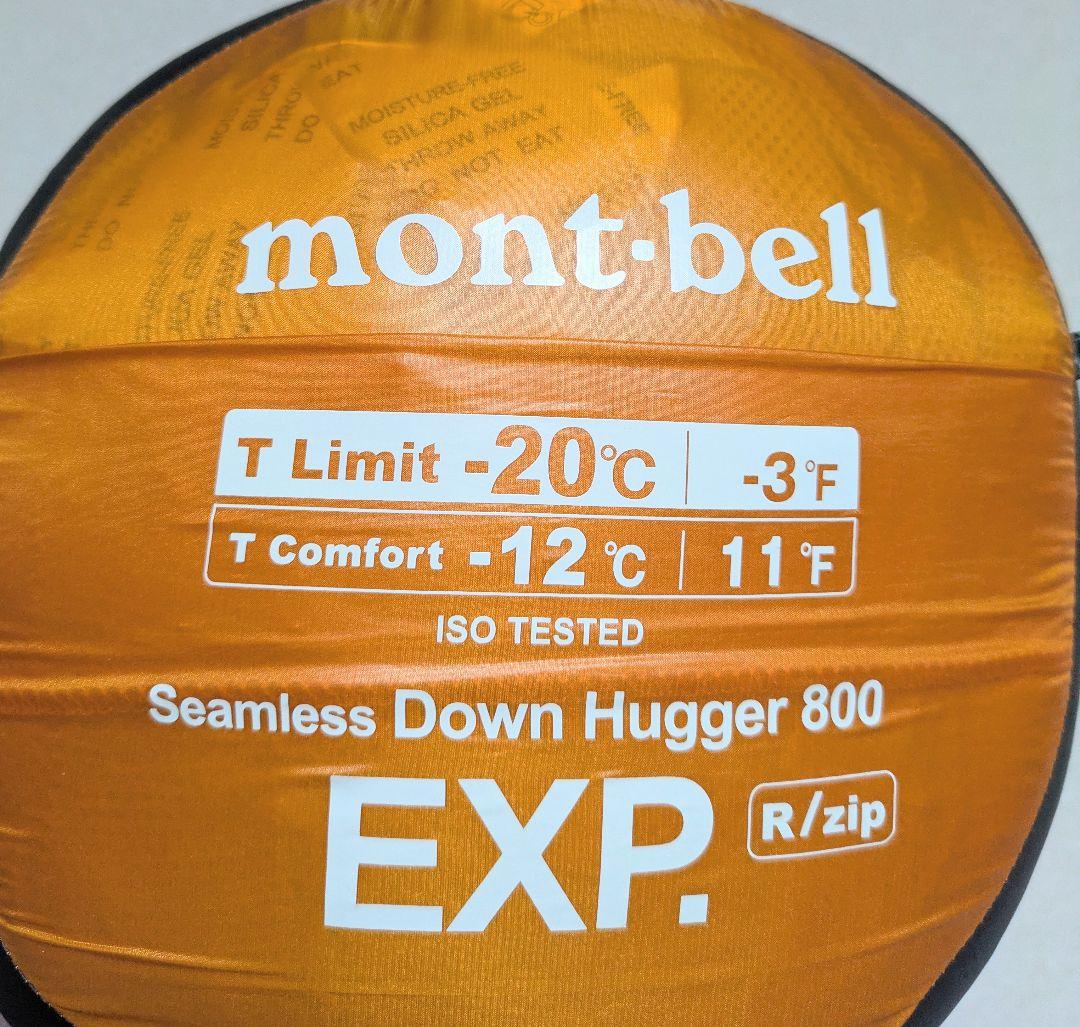 MOISTURE-FREE
SILICA GEL
THROW AWAY
DO NOT EAT
mont·bell
T Limit -20℃ -3°F
T Comfort -12℃ 11°F
ISO TESTED
Seamless Down Hugger 800
EXP. R/zip